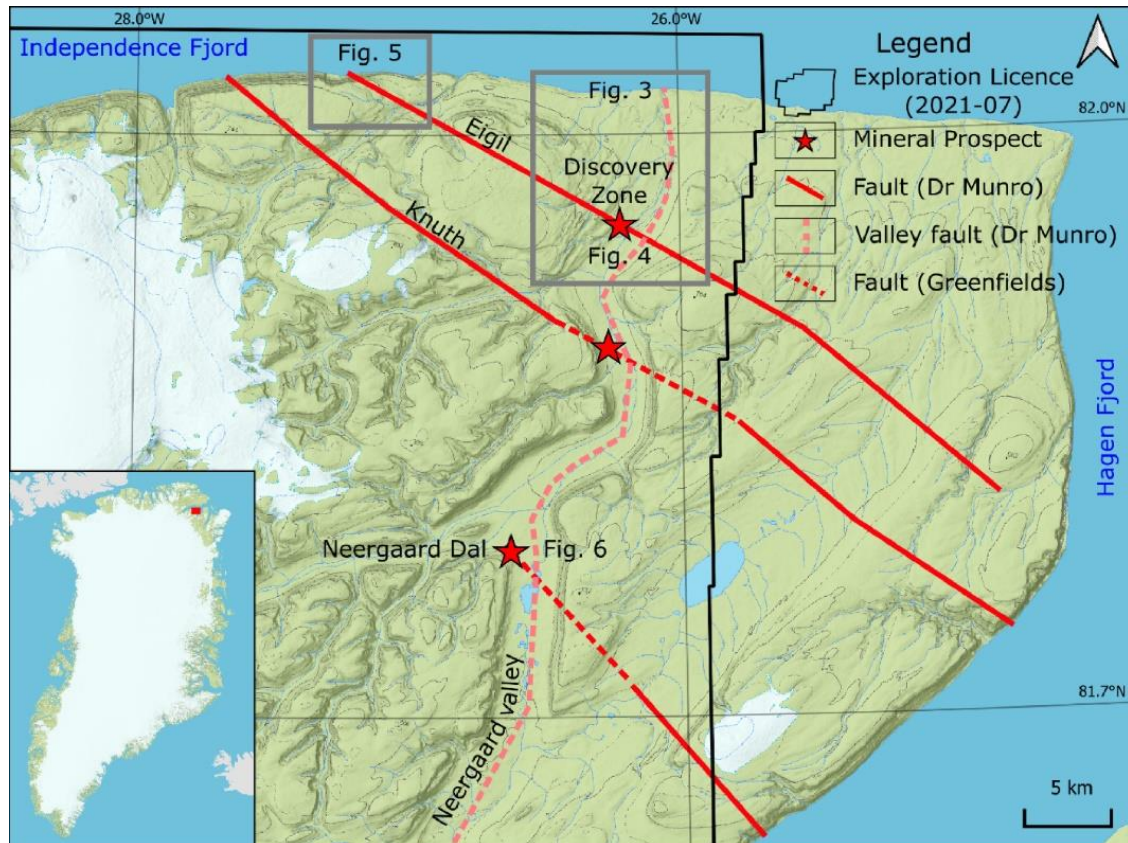 28.0°W
26.0°W
Independence Fjord
Fig. 5
Fig. 3
Legend
Exploration Licence
(2021-07)
82.0°N
Mineral Prospect
Eigil
Discovery
Zone
Fault (Dr Munro)
Knuth
Fig. 4
Valley fault (Dr Munro)
Fault (Greenfields)
Hagen Fjord
Neergaard Dal
Fig. 6
Neergaard valley
81.7°N
5 km